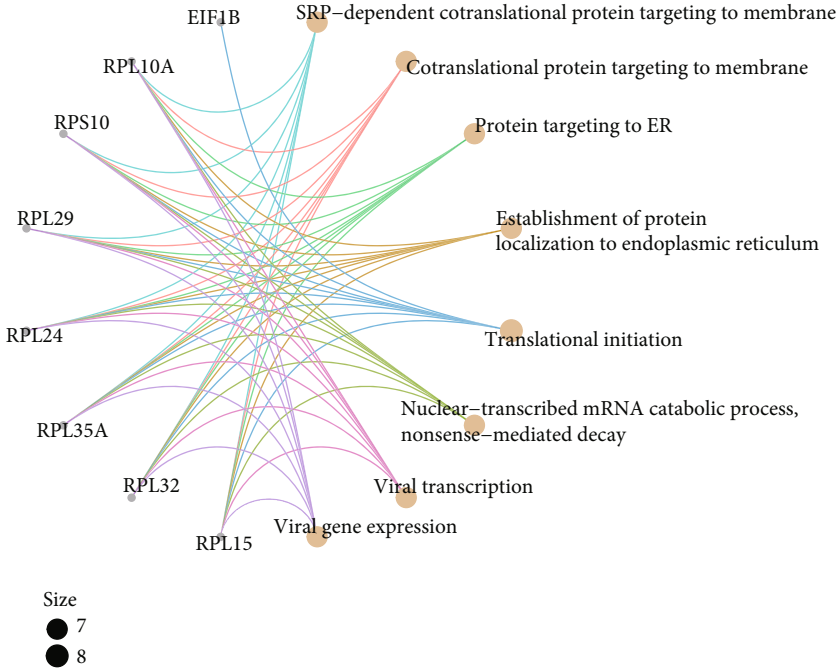 EIF1B
SRP−dependent cotranslational protein targeting to membrane
RPL10A
Cotranslational protein targeting to membrane
RPS10
Protein targeting to ER
RPL29
Establishment of protein
localization to endoplasmic reticulum
RPL24
Translational initiation
RPL35A
Nuclear−transcribed mRNA catabolic process,
nonsense−mediated decay
RPL32
Viral transcription
RPL15
Viral gene expression
Size
7
8